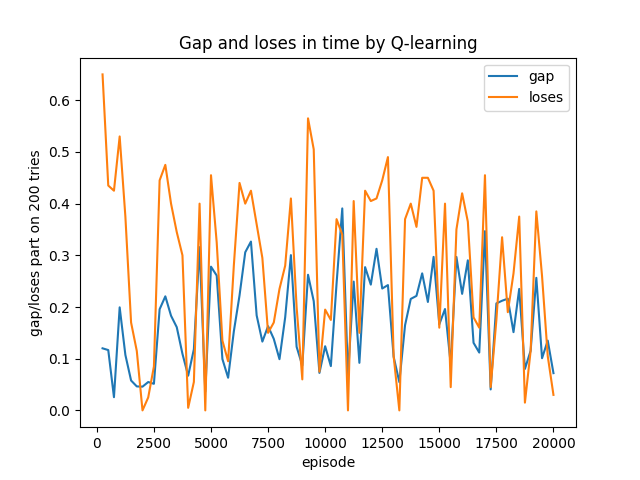 Gap and loses in time by Q-learning
gap
loses
gap/loses part on 200 tries
0.6
0.5
0.4
0.3
0.2
0.1
0.0
0 2500 5000 7500 10000 12500 15000 17500 20000
episode